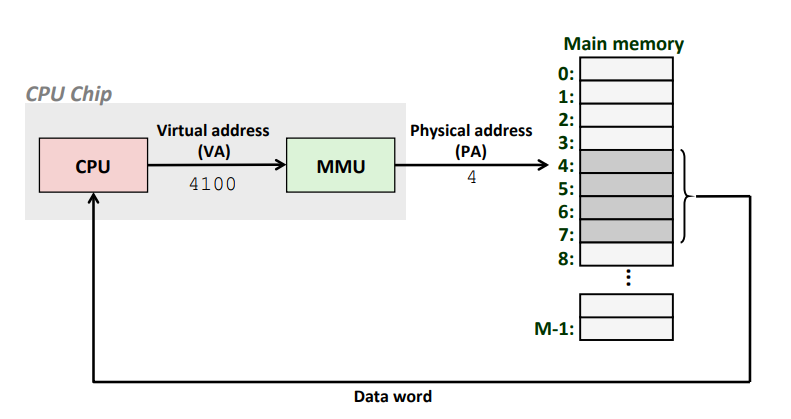 Main memory
CPU Chip
0:
1:
2:
3:
4:
5:
6:
7:
8:
⋮
M-1:
CPU
Virtual address
(VA)
4100
MMU
Physical address
(PA)
4
Data word